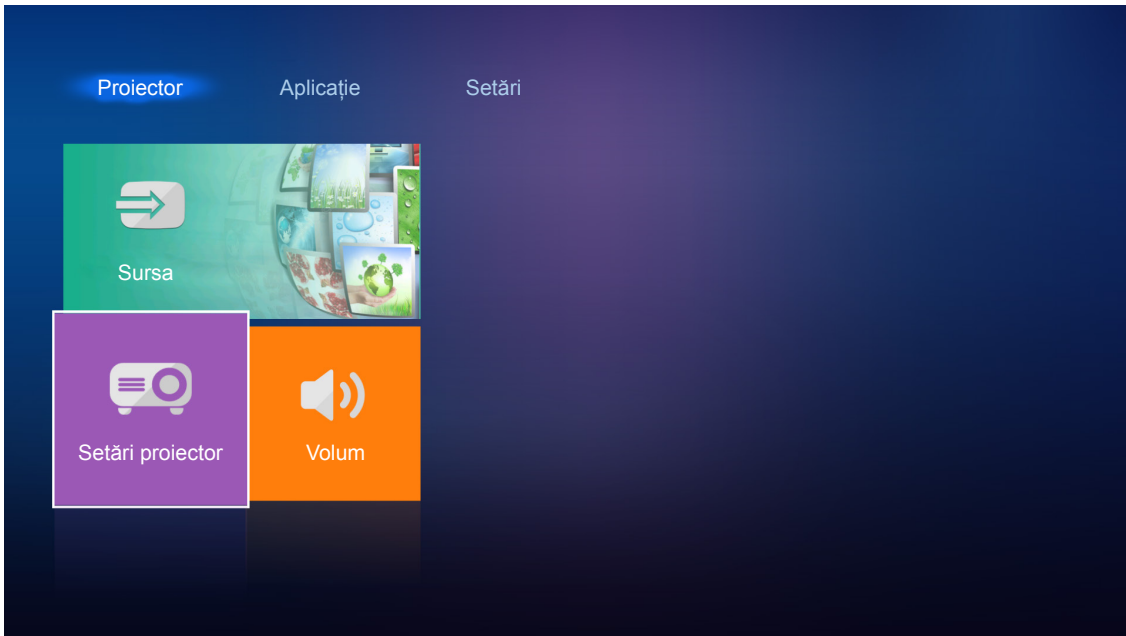 Proiector
Aplicație
Setări
Sursa
Setări proiector
Volum